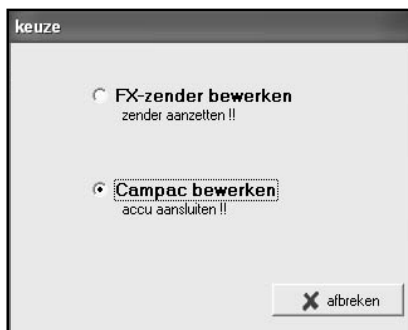 keuze
FX-zender bewerken
zender aanzetten !!
Campac bewerken
accu aansluiten !!
afbreken